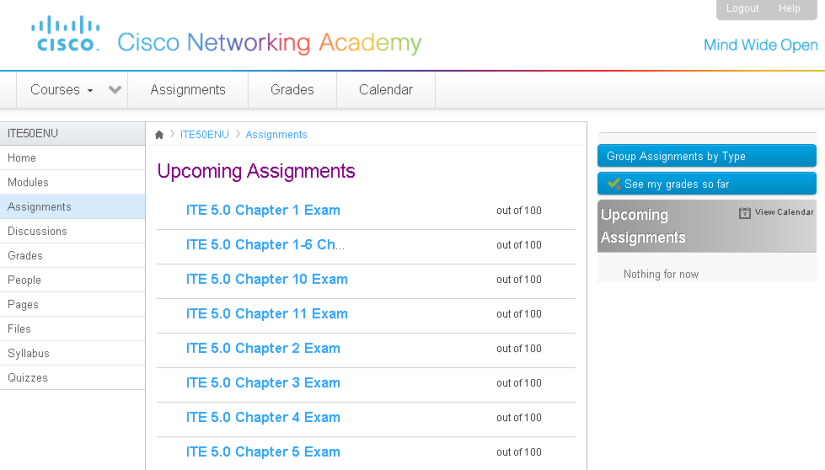 Logout Help
CISCO. Cisco Networking Academy
Mind Wide Open
Courses Assignments Grades Calendar
ITE50ENU
Home
Modules
Assignments
Discussions
Grades
People
Pages
Files
Syllabus
Quizzes
ITE50ENU Assignments
Upcoming Assignments
ITE 5.0 Chapter 1 Exam out of 100
ITE 5.0 Chapter 1-6 Ch... out of 100
ITE 5.0 Chapter 10 Exam out of 100
ITE 5.0 Chapter 11 Exam out of 100
ITE 5.0 Chapter 2 Exam out of 100
ITE 5.0 Chapter 3 Exam out of 100
ITE 5.0 Chapter 4 Exam out of 100
ITE 5.0 Chapter 5 Exam out of 100
Group Assignments by Type
See my grades so far
Upcoming
Assignments
View Calendar
Nothing for now